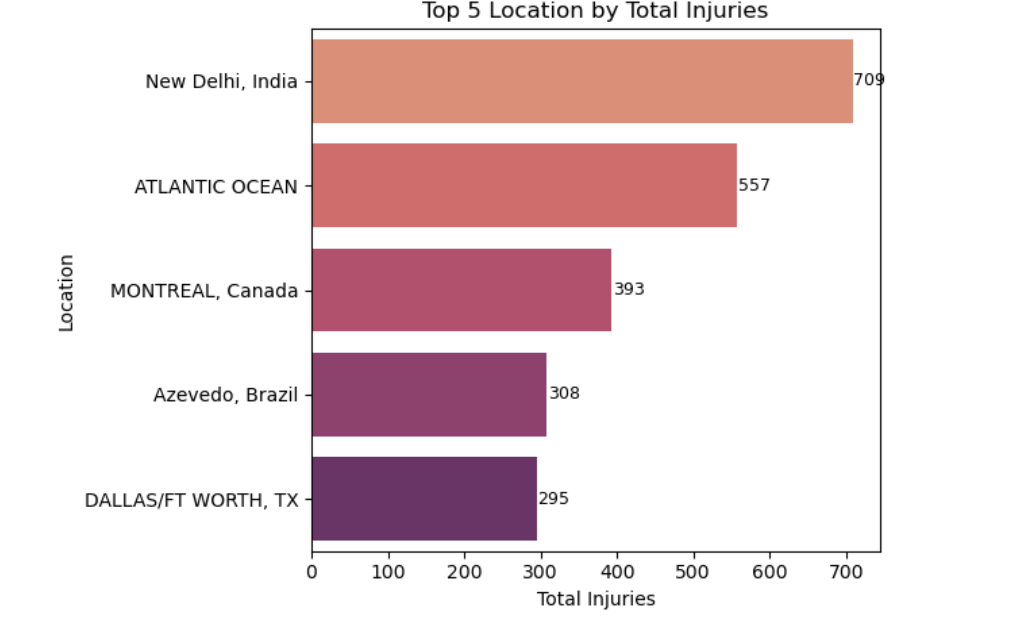 Top 5 Location by Total Injuries
New Delhi, India
709
ATLANTIC OCEAN
557
MONTREAL, Canada
393
Azevedo, Brazil
308
DALLAS/FT WORTH, TX
295
Location
0 100 200 300 400 500 600 700
Total Injuries